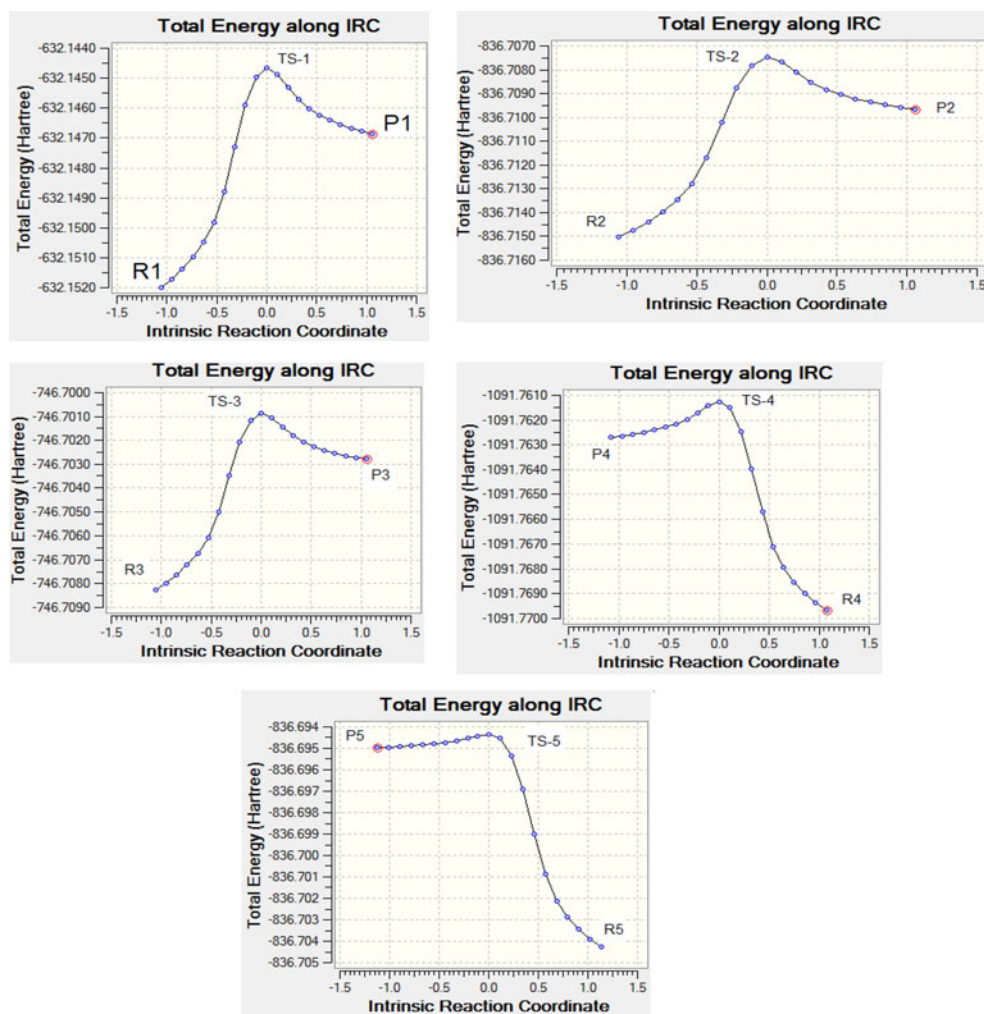 Total Energy along IRC
Total Energy (Hartree)
-632.1440
-632.1450
-632.1460
-632.1470
-632.1480
-632.1490
-632.1500
-632.1510
-632.1520
TS-1
P1
R1
-1.5 -1.0 -0.5 0.0 0.5 1.0 1.5
Intrinsic Reaction Coordinate
Total Energy along IRC
Total Energy (Hartree)
-836.7070
-836.7080
-836.7090
-836.7100
-836.7110
-836.7120
-836.7130
-836.7140
-836.7150
-836.7160
TS-2
P2
R2
-1.5 -1.0 -0.5 0.0 0.5 1.0 1.5
Intrinsic Reaction Coordinate
Total Energy along IRC
Total Energy (Hartree)
-746.7000
-746.7010
-746.7020
-746.7030
-746.7040
-746.7050
-746.7060
-746.7070
-746.7080
-746.7090
TS-3
P3
R3
-1.5 -1.0 -0.5 0.0 0.5 1.0 1.5
Intrinsic Reaction Coordinate
Total Energy along IRC
Total Energy (Hartree)
-1091.7610
-1091.7620
-1091.7630
-1091.7640
-1091.7650
-1091.7660
-1091.7670
-1091.7680
-1091.7690
-1091.7700
TS-4
P4
R4
-1.5 -1.0 -0.5 0.0 0.5 1.0 1.5
Intrinsic Reaction Coordinate
Total Energy along IRC
Total Energy (Hartree)
-836.694
-836.695
-836.696
-836.698
-836.699
-836.700
-836.701
-836.702
-836.703
-836.704
-836.705
P5
TS-5
R5
-1.5 -1.0 -0.5 0.0 0.5 1.0 1.5
Intrinsic Reaction Coordinate